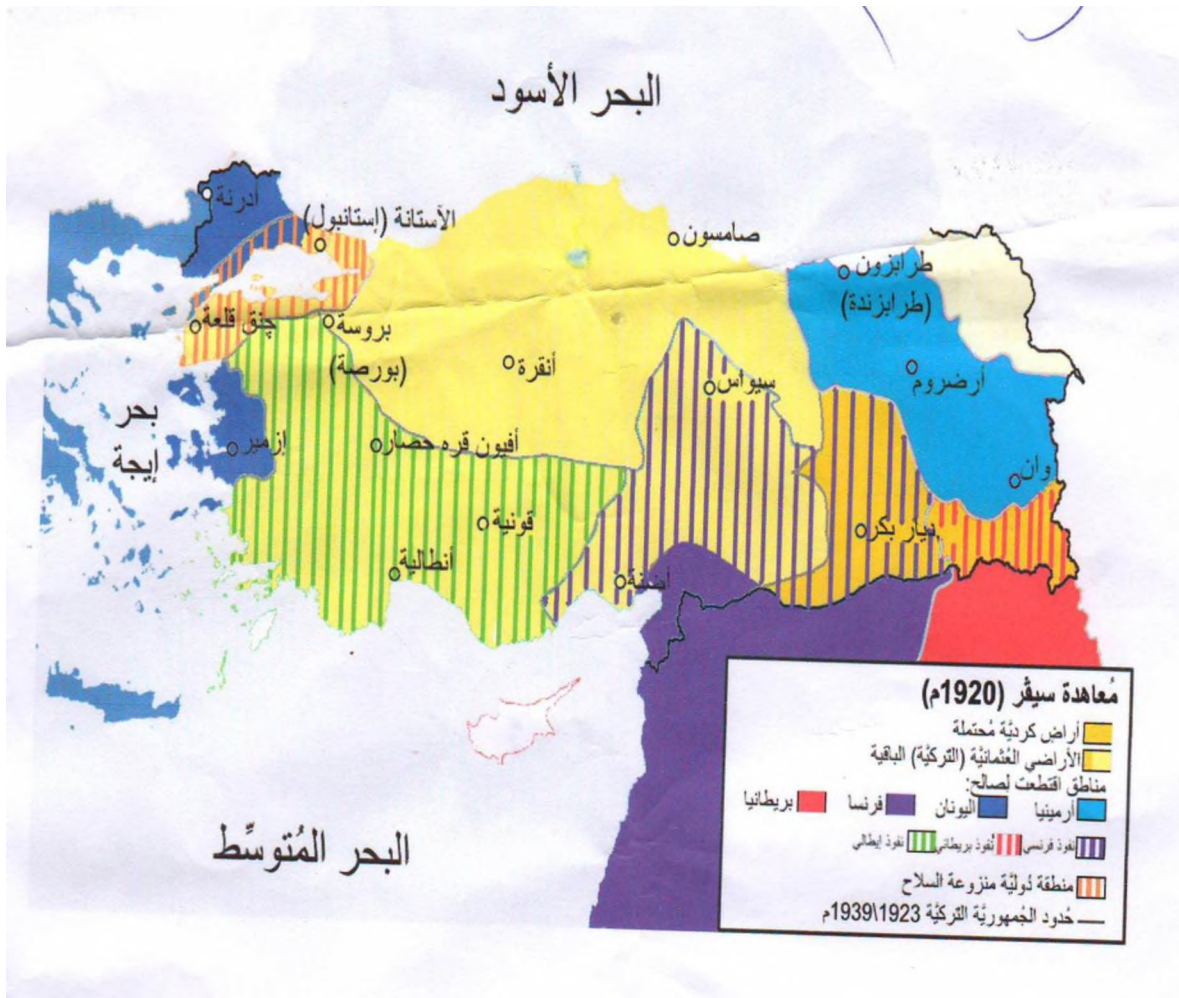 البحر الأسود
أدرنة
الآستانة (إستانبول)
صامسون
طرابزون
(طرابزندة)
چنق قلعة
بروسة
(بورصة)
أنقرة
سيواس
أرضروم
بحر
إيجة
إزمير
أفيون قره حصار
وان
قونية
ديار بكر
أنطالية
أضنة
البحر المُتوسِّط
مُعاهدة سيڤر (1920م)
أراضٍ كرديَّة مُحتملة
الأراضي العُثمانيَّة (التركيَّة) الباقية
مناطق اقتطعت لِصالح:
أرمينيا
اليونان
فرنسا
بريطانيا
نفوذ فرنسي
نُفوذ بريطاني
نفوذ إيطالي
منطقة دُوليَّة منزوعة السلاح
حُدود الجُمهوريَّة التركيَّة 1923\1939م